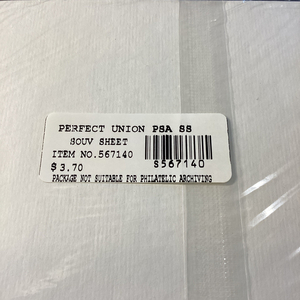 PERFECT UNION PSA SS
SOUV SHEET
ITEM NO.567140
S567140
$3.70
PACKAGE NOT SUITABLE FOR PHILATELIC ARCHIVING